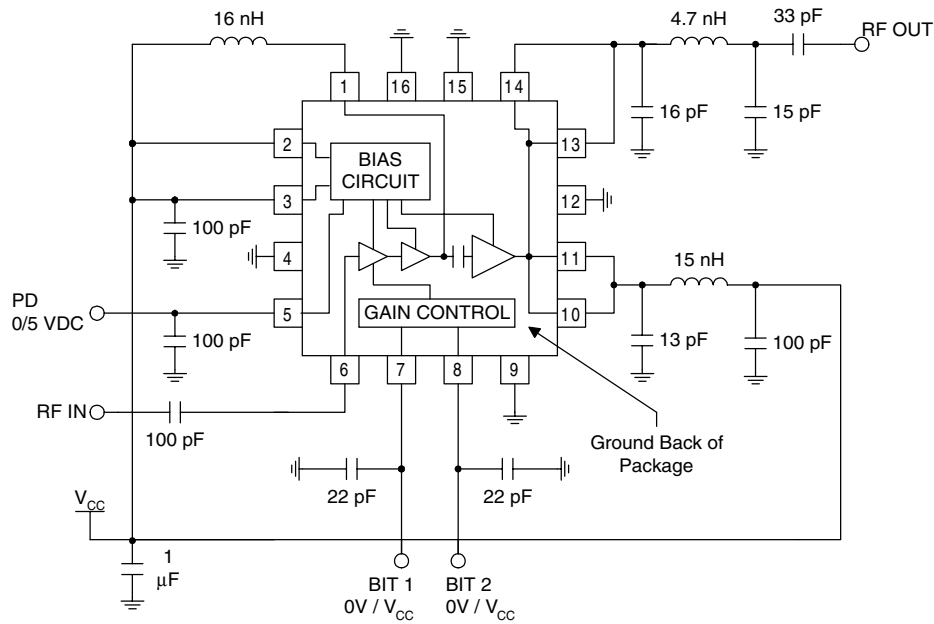 16 nH
4.7 nH
33 pF
RF OUT
1
16
15
14
16 pF
15 pF
2
BIAS
CIRCUIT
13
3
100 pF
12
4
11
15 nH
PD
0/5 VDC
5
GAIN CONTROL
10
100 pF
13 pF
100 pF
6
7
8
9
RF IN
100 pF
Ground Back of
Package
22 pF
22 pF
VCC
1
µF
BIT 1
0V / VCC
BIT 2
0V / VCC